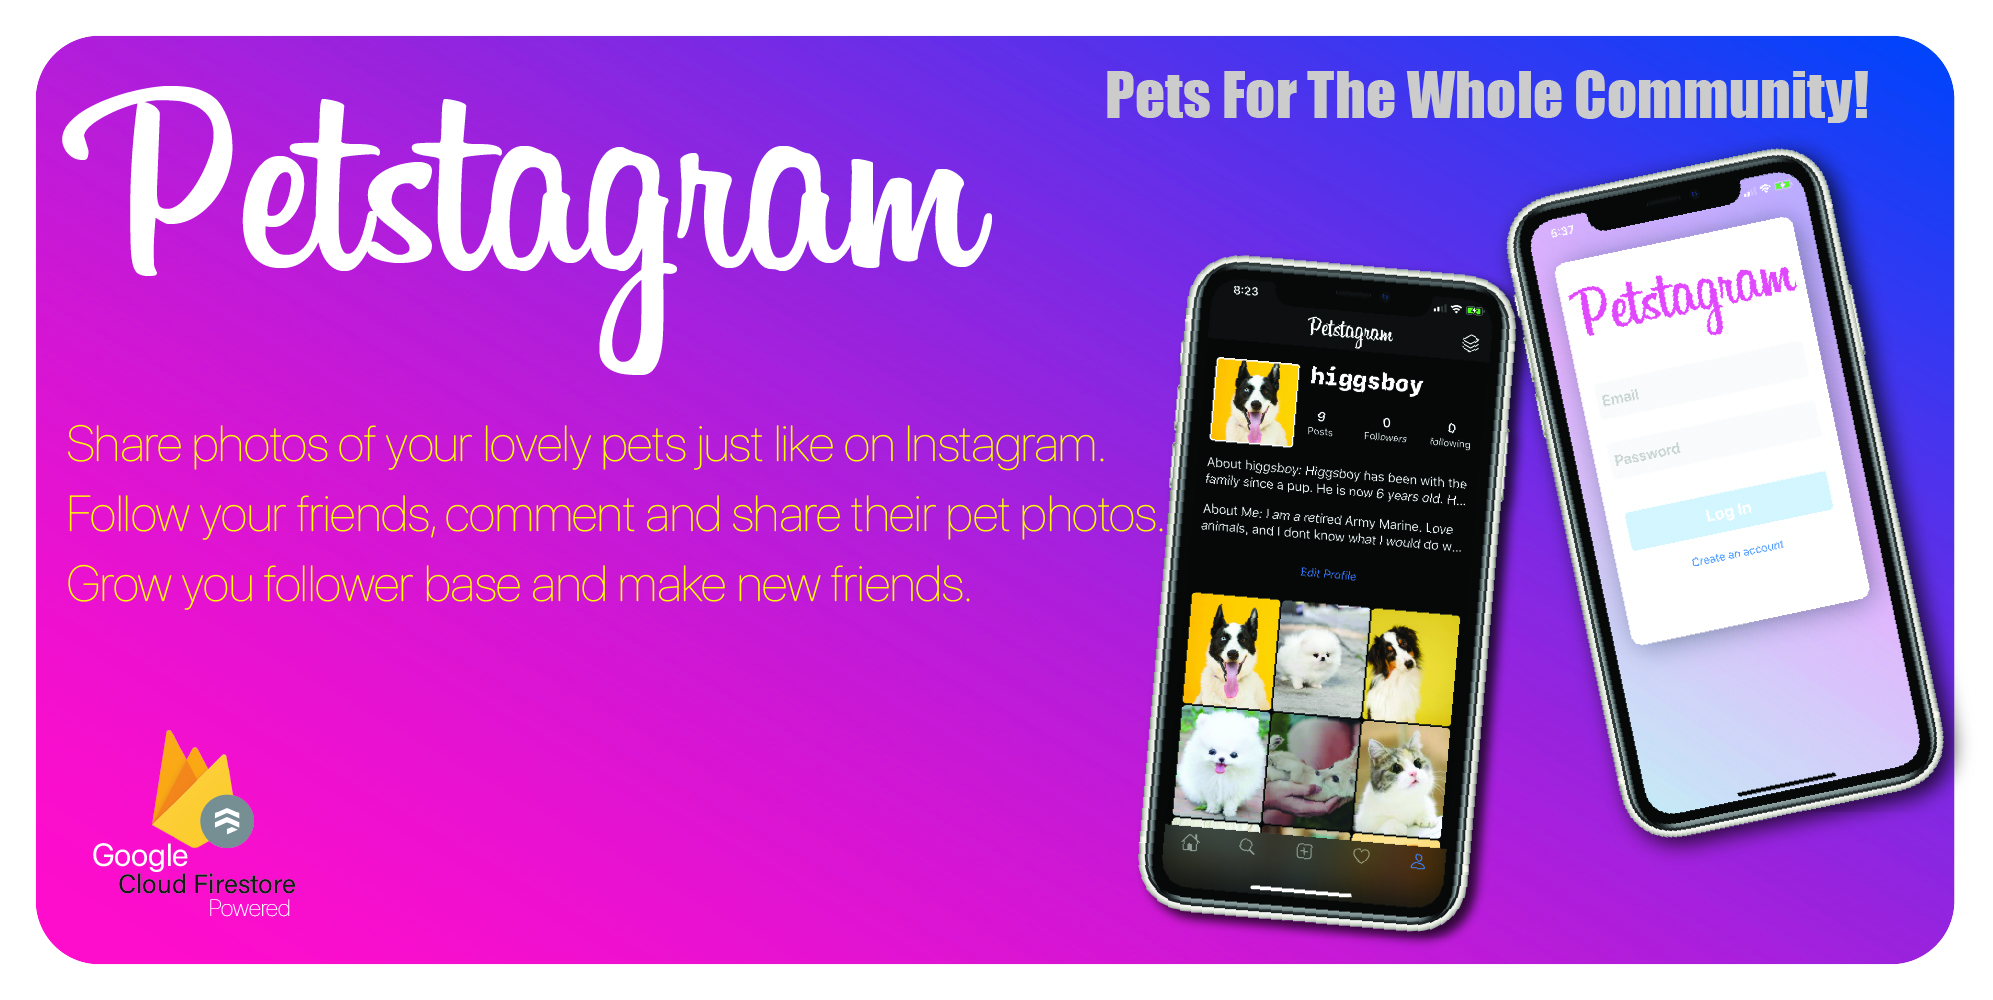 Pets For The Whole Community!
Petstagram
Share photos of your lovely pets just like on Instagram.
Follow your friends, comment and share their pet photos.
Grow you follower base and make new friends.
Google
Cloud Firestore
Powered
8:23
Petstagram
higgsboy
9 0 0
Posts Followers following
About higgsboy: Higgsboy has been with the
family since a pup. He is now 6 years old. H...
About Me: I am a retired Army Marine. Love
animals, and I dont know what I would do w...
Edit Profile
5:37
Petstagram
Email
Password
Log In
Create an account